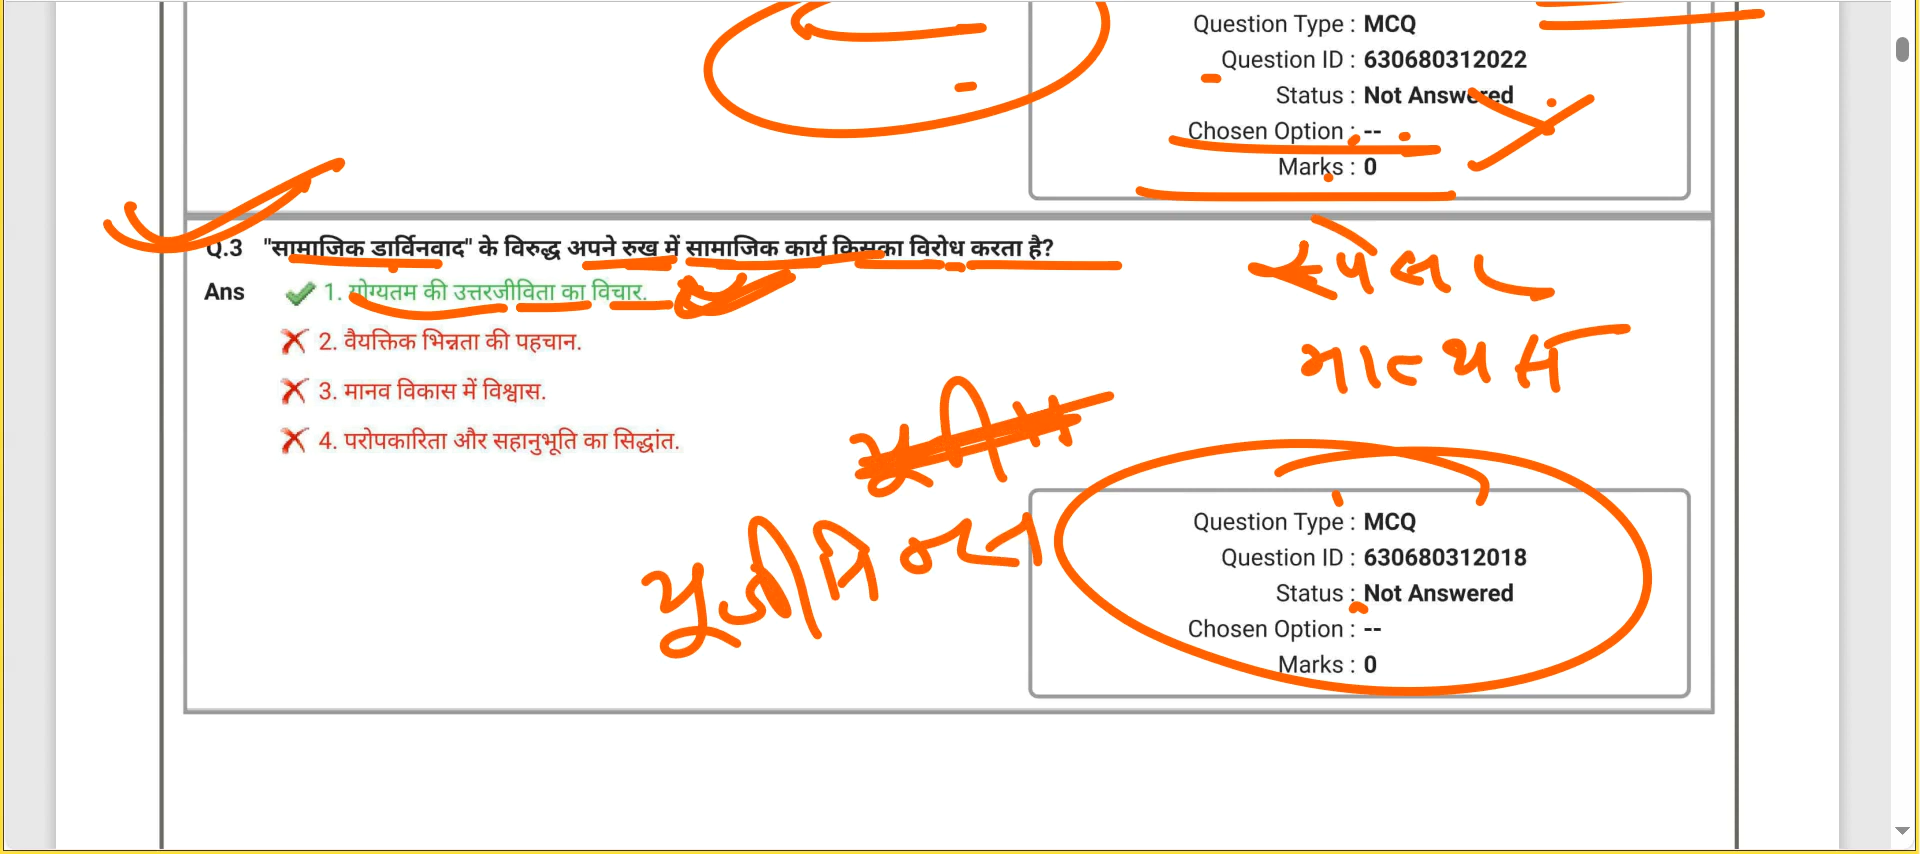 Question Type : MCQ
Question ID : 630680312022
Status : Not Answered
Chosen Option : --
Marks : 0
Q.3 "सामाजिक डार्विनवाद" के विरुद्ध अपने रुख में सामाजिक कार्य किसका विरोध करता है?
Ans 1. योग्यतम की उत्तरजीविता का विचार.
2. वैयक्तिक भिन्नता की पहचान.
3. मानव विकास में विश्वास.
4. परोपकारिता और सहानुभूति का सिद्धांत.
Question Type : MCQ
Question ID : 630680312018
Status : Not Answered
Chosen Option : --
Marks : 0